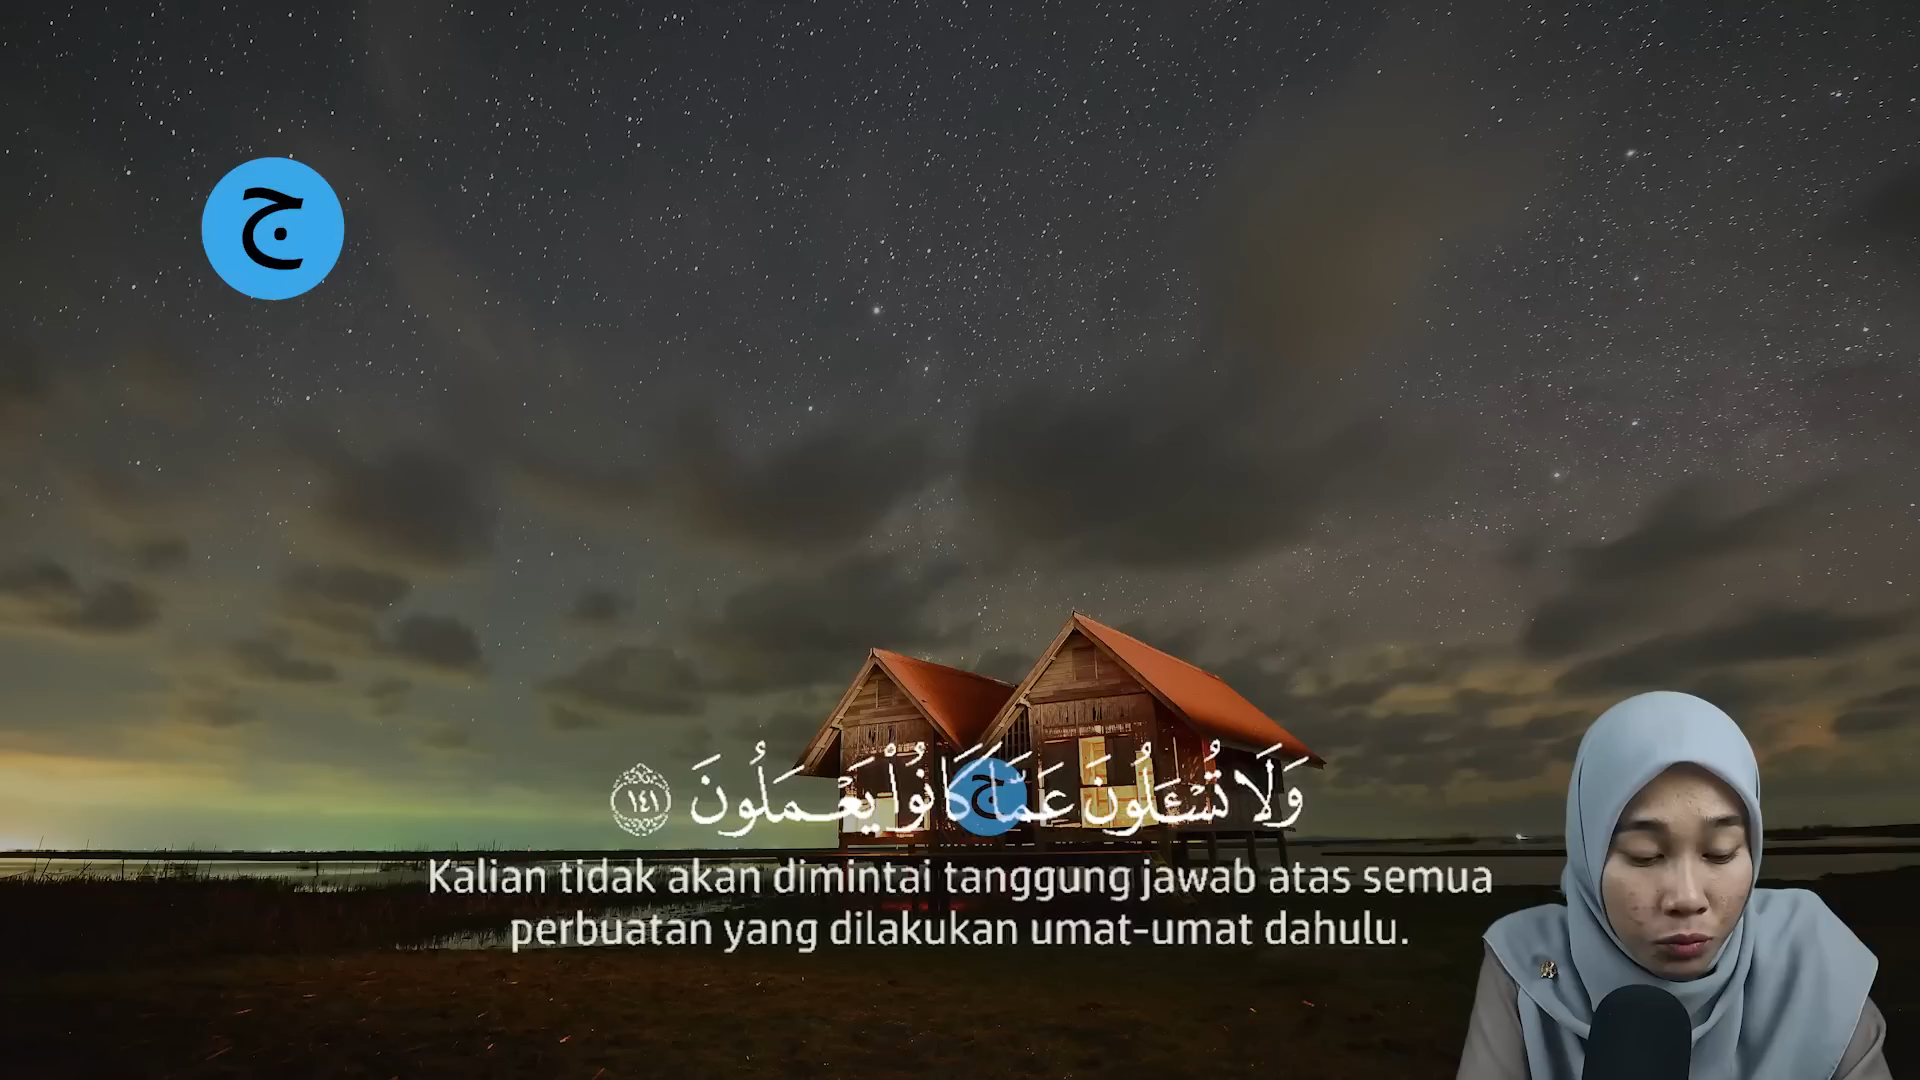 ج
وَلَا تُسْـَٔلُونَ عَمَّا كَانُوا۟ يَعْمَلُونَ ١٤١
ج
Kalian tidak akan dimintai tanggung jawab atas semua
perbuatan yang dilakukan umat-umat dahulu.